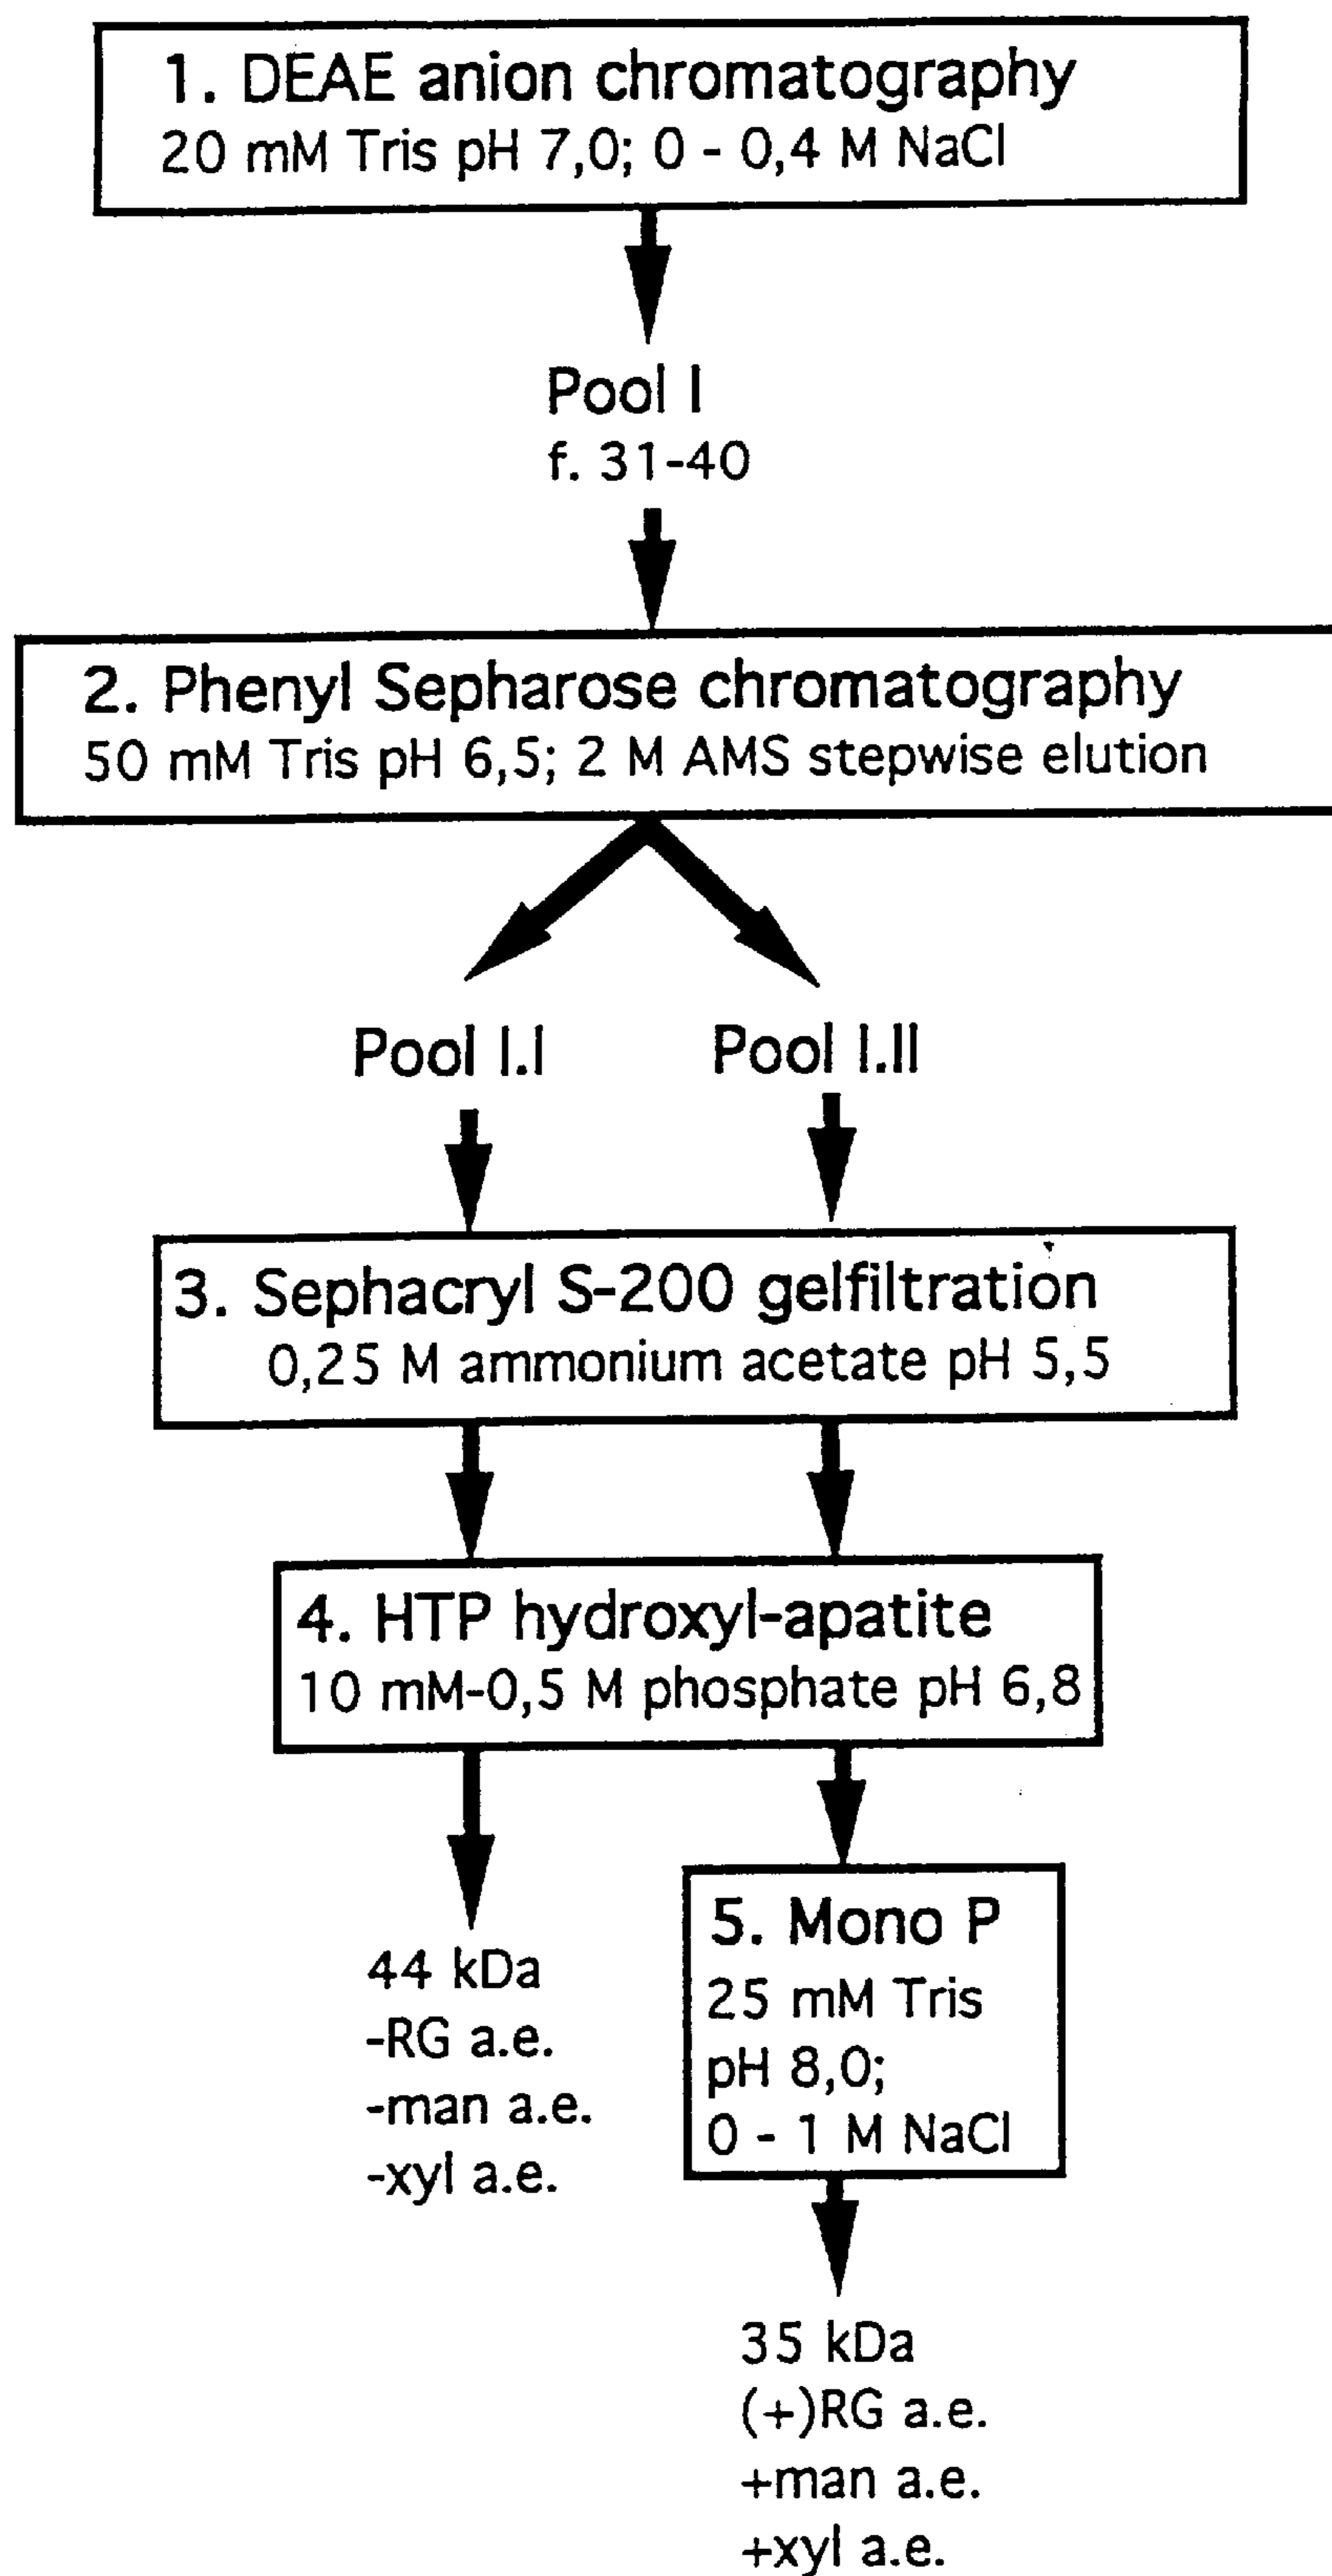 1. DEAE anion chromatography
20 mM Tris pH 7,0; 0 - 0,4 M NaCl
Pool I
f. 31-40
2. Phenyl Sepharose chromatography
50 mM Tris pH 6,5; 2 M AMS stepwise elution
Pool I.I
Pool I.II
3. Sephacryl S-200 gelfiltration
0,25 M ammonium acetate pH 5,5
4. HTP hydroxyl-apatite
10 mM-0,5 M phosphate pH 6,8
44 kDa
-RG a.e.
-man a.e.
-xyl a.e.
5. Mono P
25 mM Tris
pH 8,0;
0 - 1 M NaCl
35 kDa
(+)RG a.e.
+man a.e.
+xyl a.e.